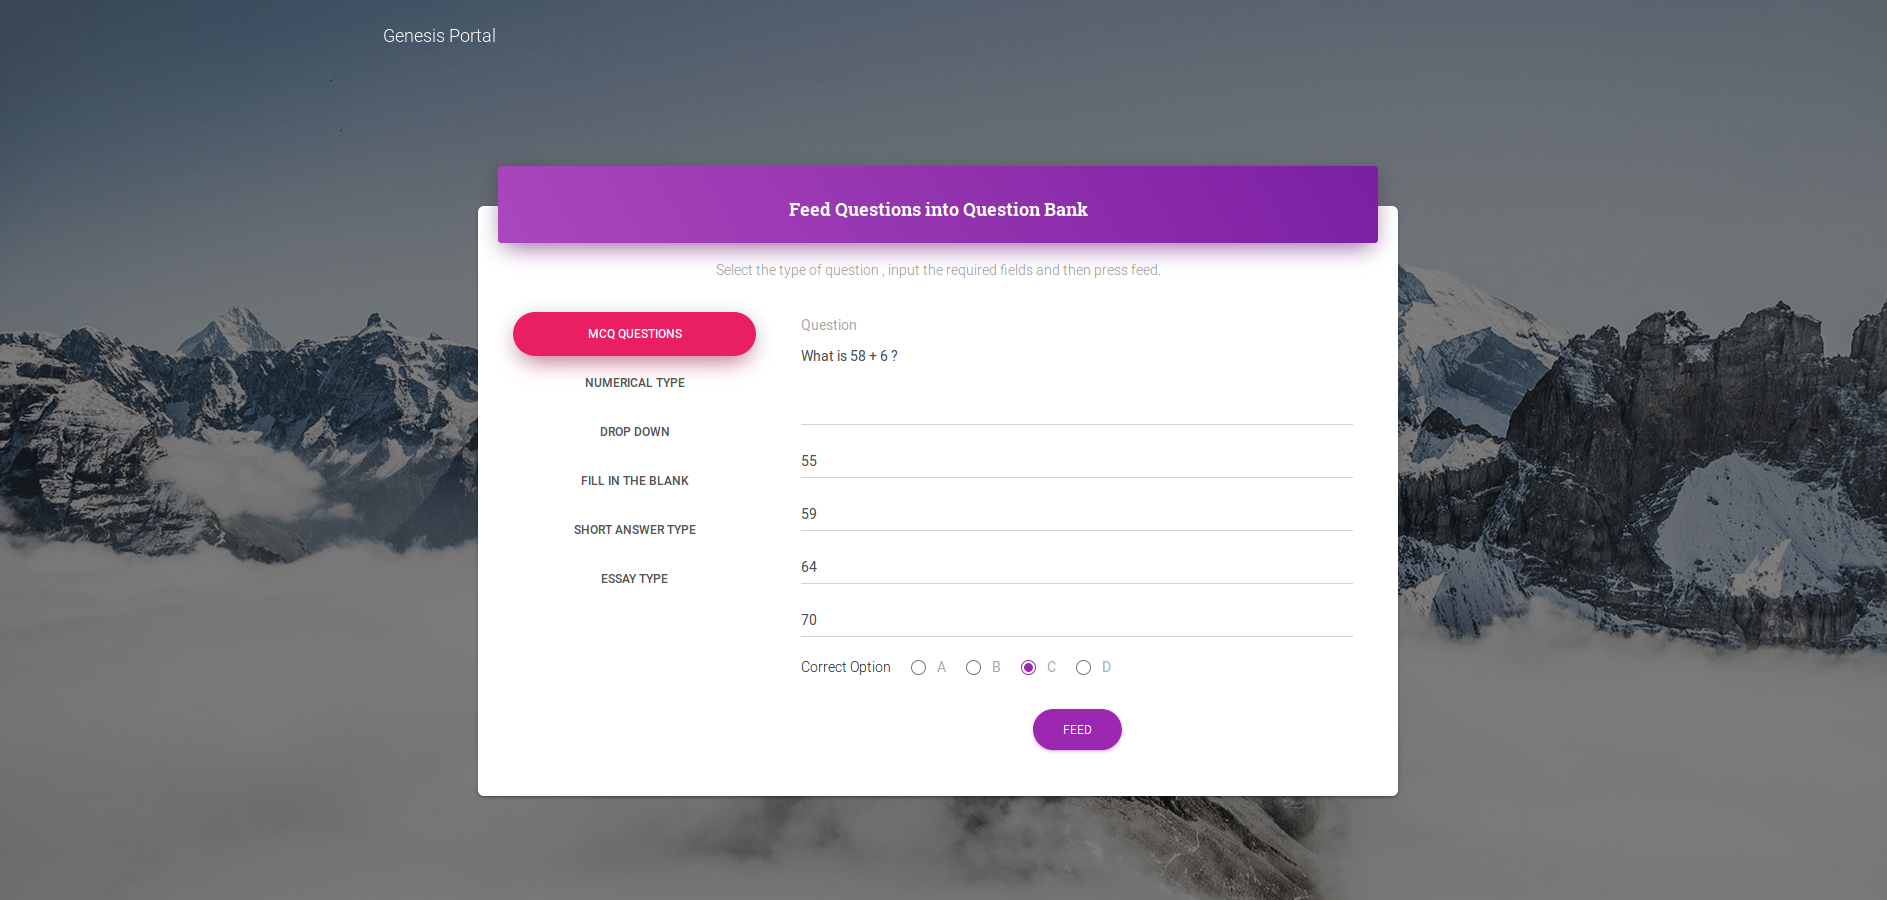 Genesis Portal
Feed Questions into Question Bank
Select the type of question , input the required fields and then press feed.
MCQ QUESTIONS
NUMERICAL TYPE
DROP DOWN
FILL IN THE BLANK
SHORT ANSWER TYPE
ESSAY TYPE
Question
What is 58 + 6 ?
55
59
64
70
Correct Option A B C D
FEED